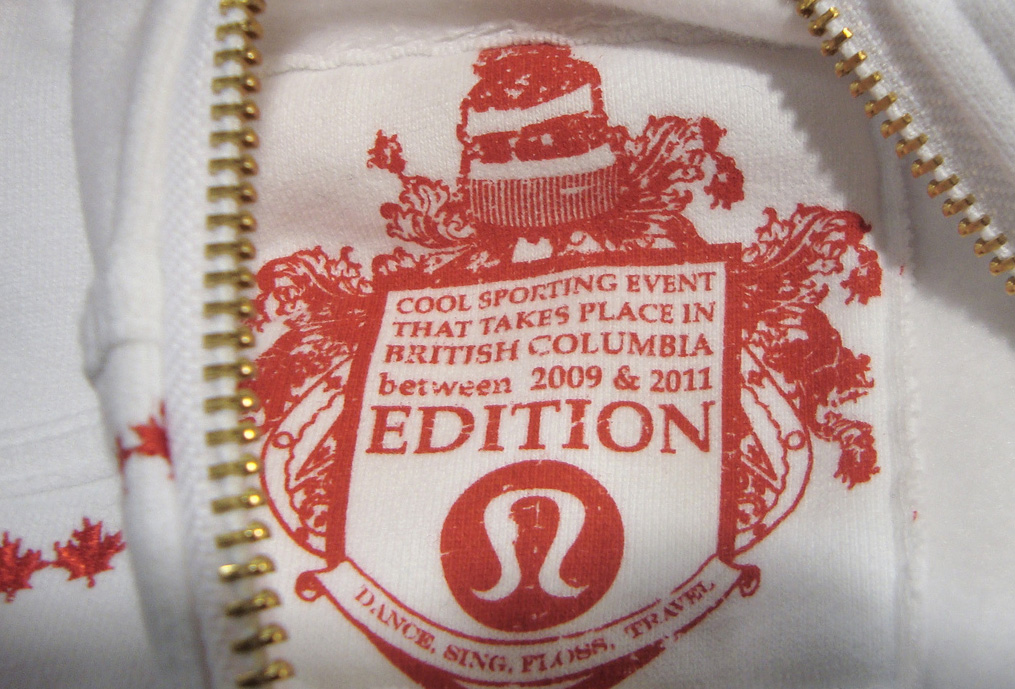 COOL SPORTING EVENT
THAT TAKES PLACE IN
BRITISH COLUMBIA
between 2009 & 2011
EDITION
DANCE, SING, FLOSS, TRAVEL